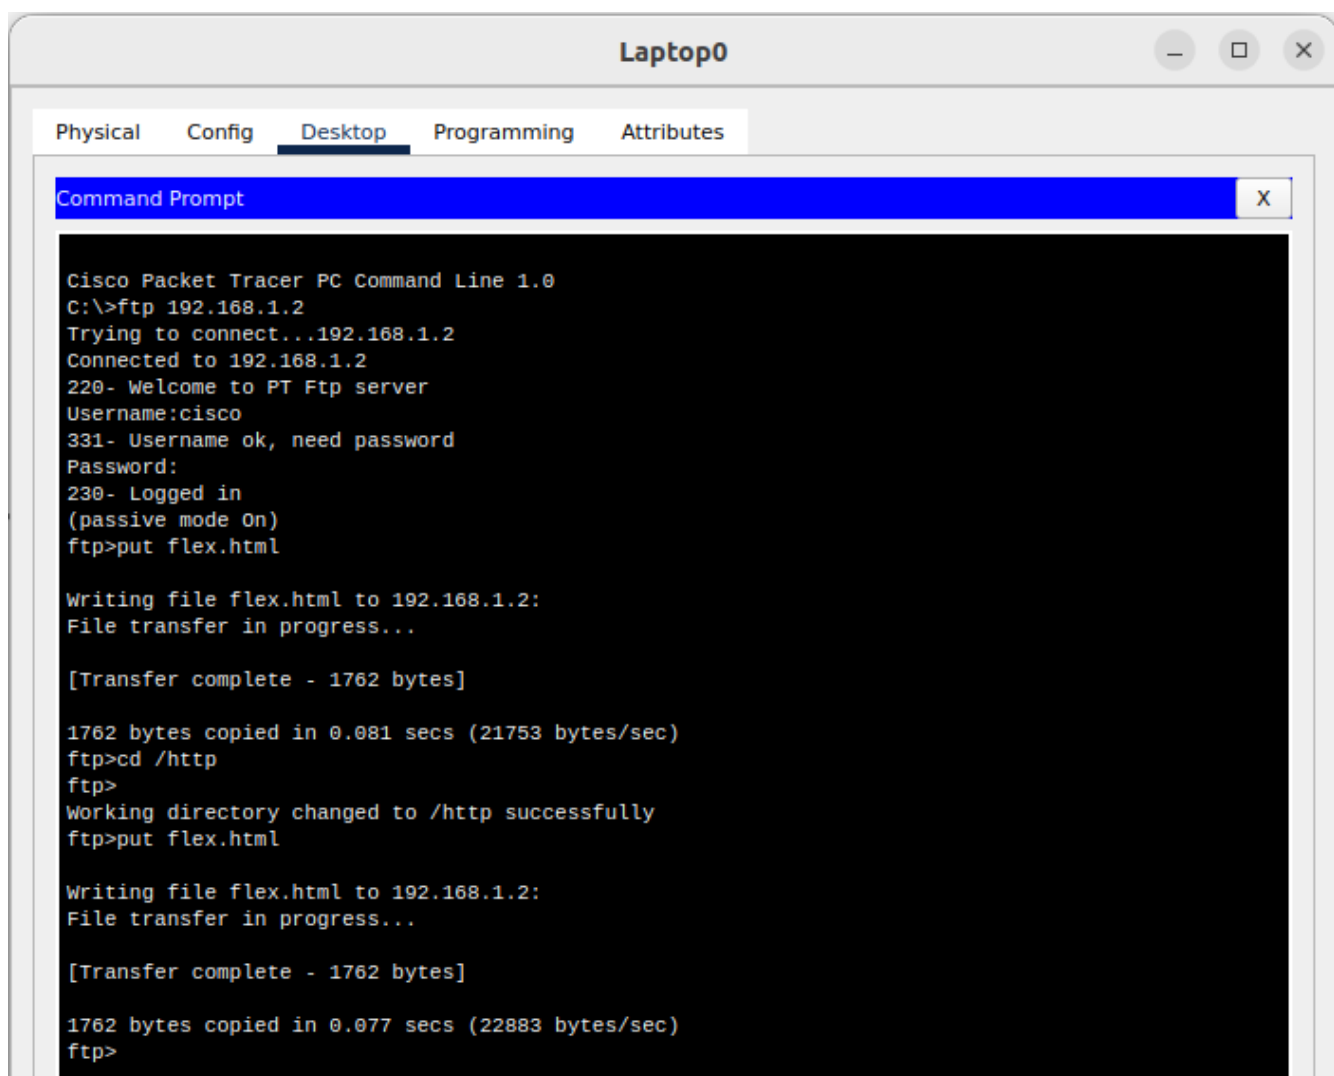 Laptop0
Physical Config Desktop Programming Attributes
Command Prompt X
Cisco Packet Tracer PC Command Line 1.0
C:\>ftp 192.168.1.2
Trying to connect...192.168.1.2
Connected to 192.168.1.2
220- Welcome to PT Ftp server
Username:cisco
331- Username ok, need password
Password:
230- Logged in
(passive mode On)
ftp>put flex.html
Writing file flex.html to 192.168.1.2:
File transfer in progress...
[Transfer complete - 1762 bytes]
1762 bytes copied in 0.081 secs (21753 bytes/sec)
ftp>cd /http
ftp>
Working directory changed to /http successfully
ftp>put flex.html
Writing file flex.html to 192.168.1.2:
File transfer in progress...
[Transfer complete - 1762 bytes]
1762 bytes copied in 0.077 secs (22883 bytes/sec)
ftp>